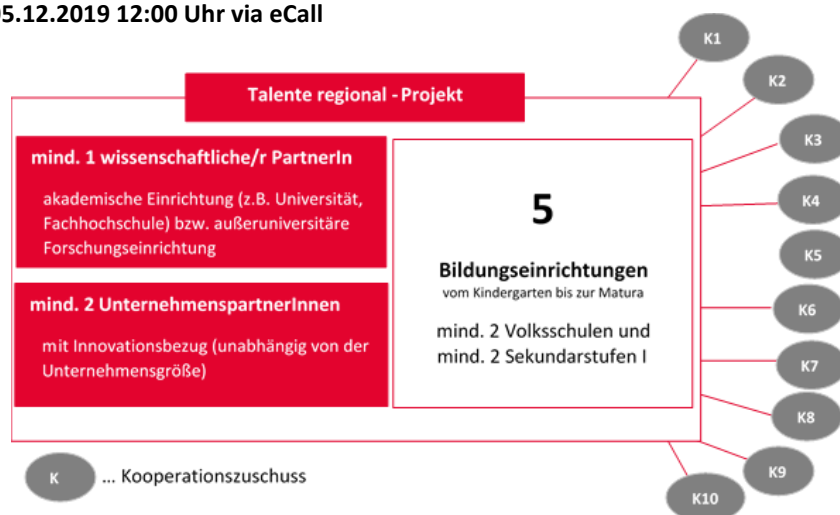 05.12.2019 12:00 Uhr via eCall
K1
Talente regional - Projekt
K2
mind. 1 wissenschaftliche/r PartnerIn
akademische Einrichtung (z.B. Universität,
Fachhochschule) bzw. außeruniversitäre
Forschungseinrichtung
mind. 2 UnternehmenspartnerInnen
mit Innovationsbezug (unabhängig von der
Unternehmensgröße)
5
Bildungseinrichtungen
vom Kindergarten bis zur Matura
mind. 2 Volksschulen und
mind. 2 Sekundarstufen I
K3
K4
K5
K6
K7
K8
K9
K10
K
... Kooperationszuschuss